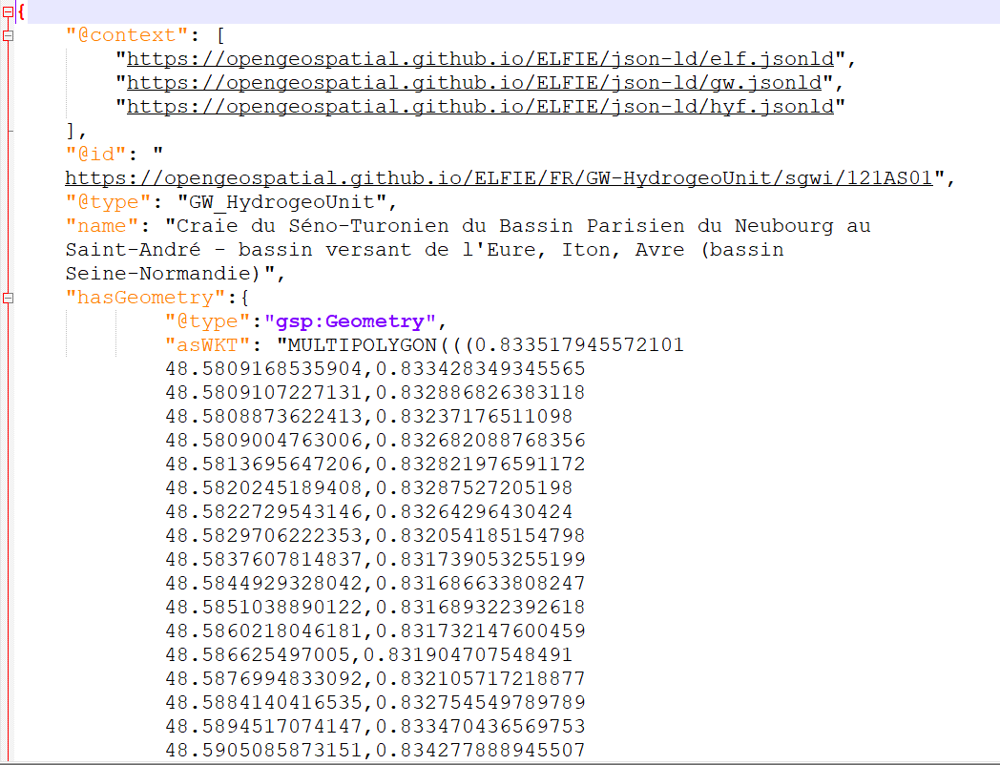 {
"@context": [
"https://opengeospatial.github.io/ELFIE/json-ld/elf.jsonld",
"https://opengeospatial.github.io/ELFIE/json-ld/gw.jsonld",
"https://opengeospatial.github.io/ELFIE/json-ld/hyf.jsonld"
],
"@id": "
https://opengeospatial.github.io/ELFIE/FR/GW-HydrogeoUnit/sgwi/121AS01",
"@type": "GW_HydrogeoUnit",
"name": "Craie du Séno-Turonien du Bassin Parisien du Neubourg au
Saint-André - bassin versant de l'Eure, Iton, Avre (bassin
Seine-Normandie)",
"hasGeometry":{
"@type":"gsp:Geometry",
"asWKT": "MULTIPOLYGON(((0.833517945572101
48.5809168535904,0.833428349345565
48.5809107227131,0.832886826383118
48.5808873622413,0.83237176511098
48.5809004763006,0.832682088768356
48.5813695647206,0.832821976591172
48.5820245189408,0.83287527205198
48.5822729543146,0.83264296430424
48.5829706222353,0.832054185154798
48.5837607814837,0.831739053255199
48.5844929328042,0.831686633808247
48.5851038890122,0.831689322392618
48.5860218046181,0.831732147600459
48.586625497005,0.831904707548491
48.5876994833092,0.832105717218877
48.5884140416535,0.832754549789789
48.5894517074147,0.833470436569753
48.5905085873151,0.834277888945507